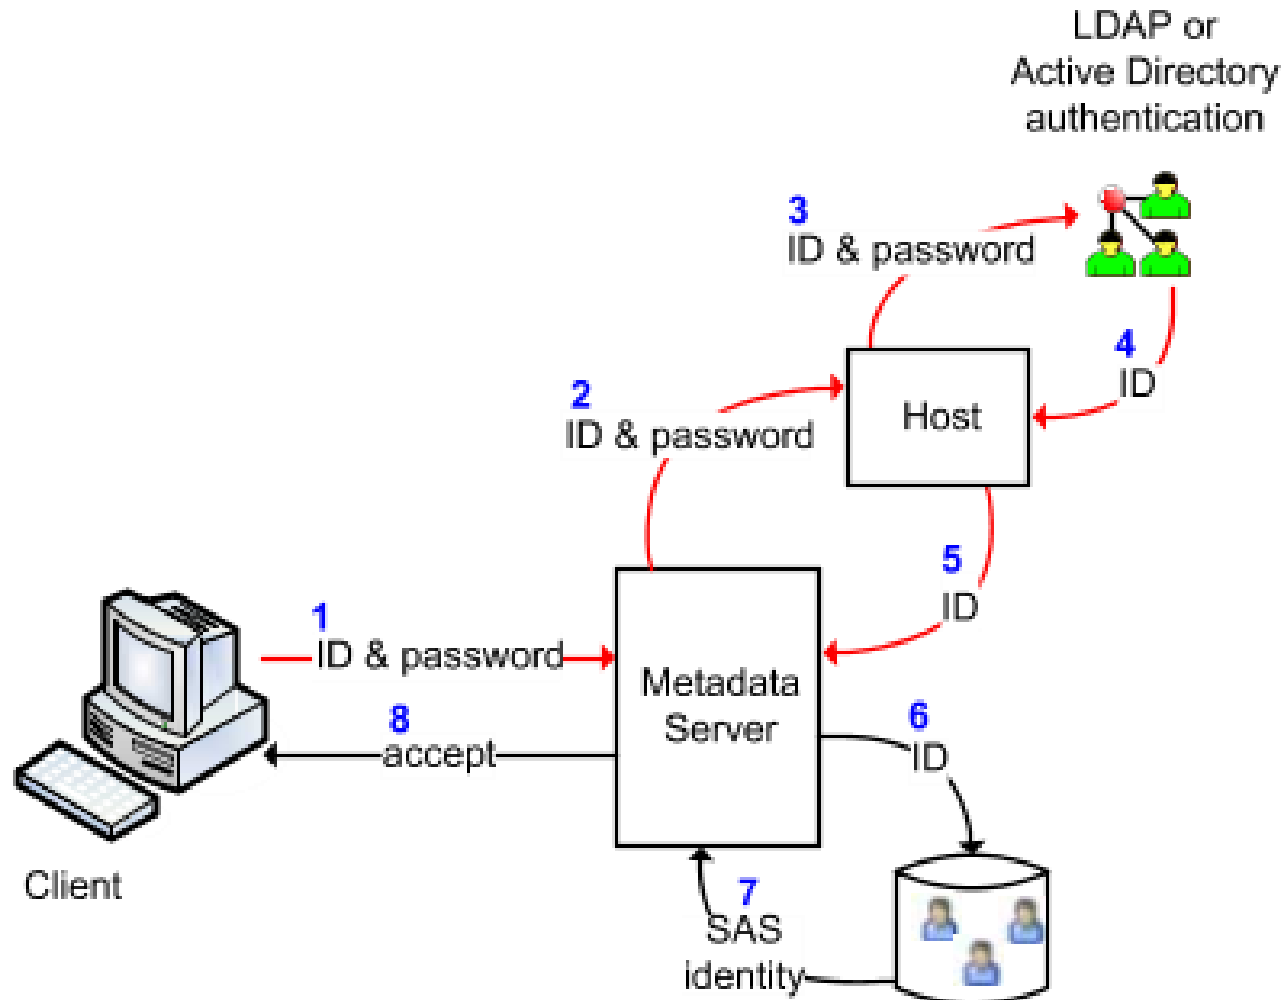 LDAP or
Active Directory
authentication
3
ID & password
4
ID
2
ID & password
Host
5
ID
1
ID & password
Metadata
Server
8
accept
6
ID
Client
7
SAS
identity